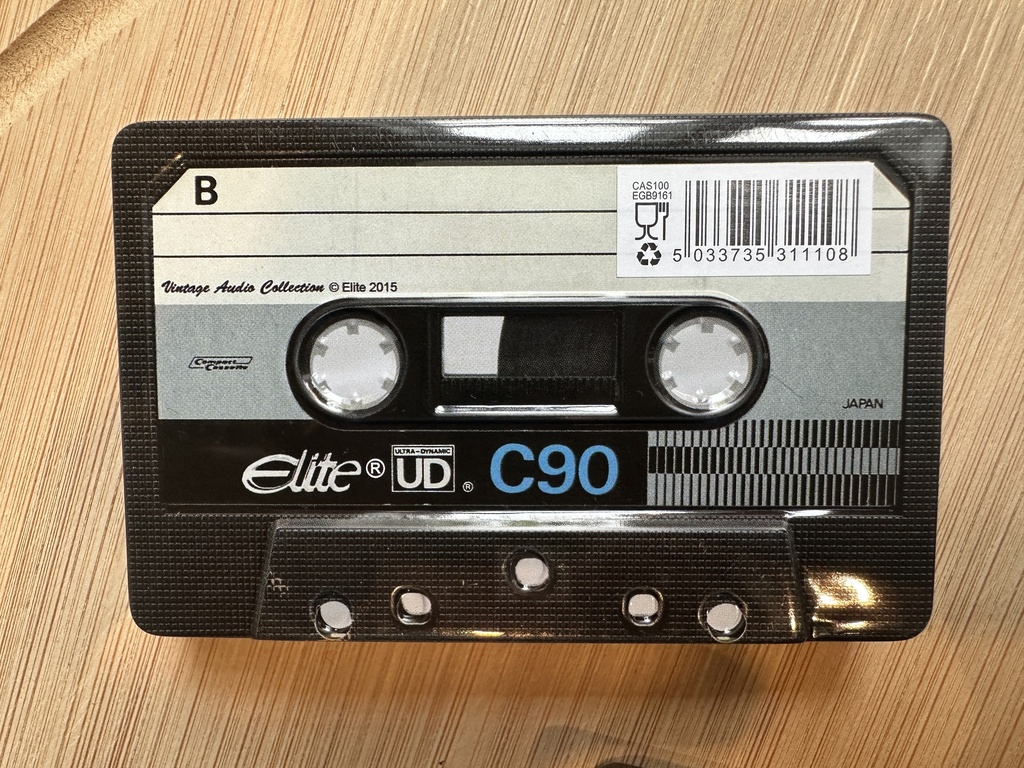 B
CAS100
EGB9161
5 033735 311108
Vintage Audio Collection © Elite 2015
Compact
Cassette
JAPAN
Elite®
ULTRA-DYNAMIC
UD ®
C90